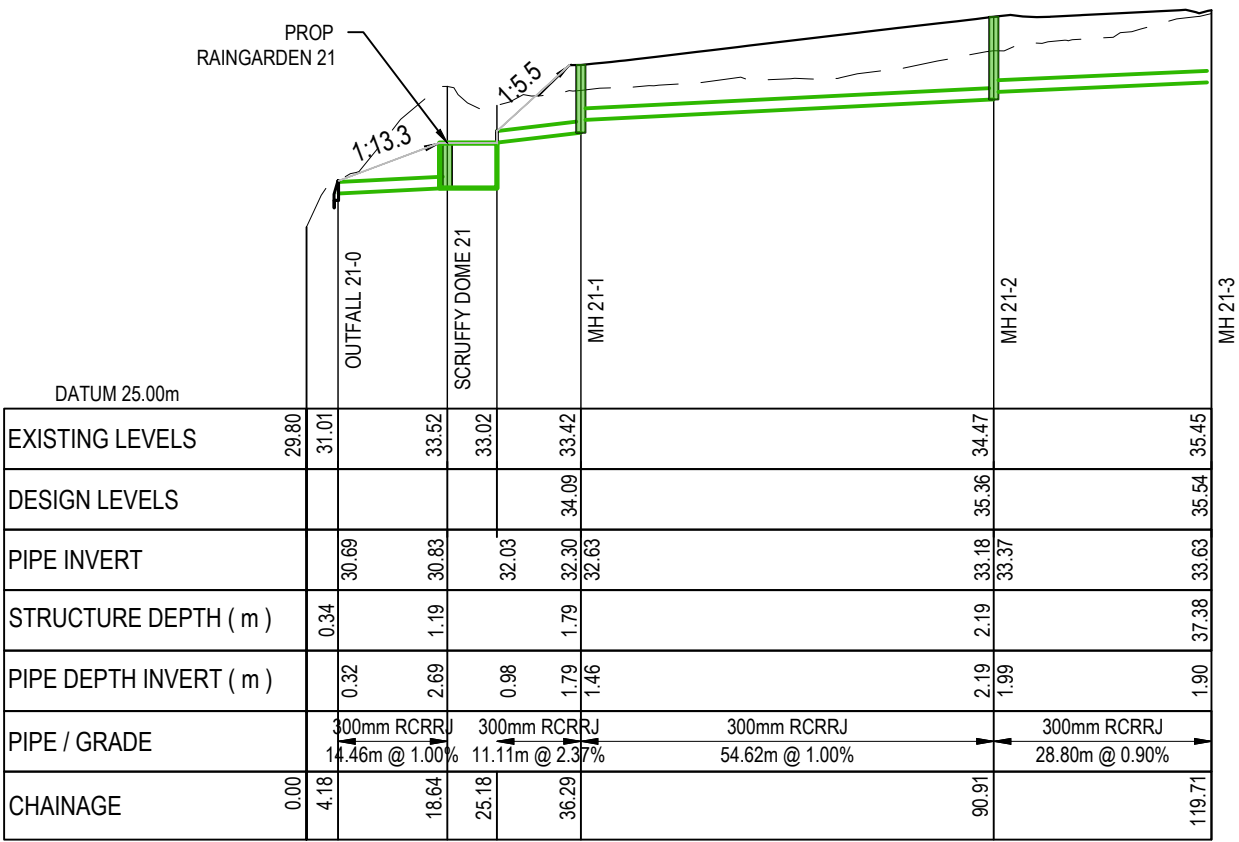 PROP
RAINGARDEN 21
1:13.3
1:5.5
OUTFALL 21-0
SCRUFFY DOME 21
MH 21-1
MH 21-2
MH 21-3
DATUM 25.00m
EXISTING LEVELS 29.80 31.01 33.52 33.02 33.42 34.47 35.45
DESIGN LEVELS 34.09 35.36 35.54
PIPE INVERT 30.69 30.83 32.03 32.30 32.63 33.18 33.37 33.63
STRUCTURE DEPTH ( m ) 0.34 1.19 1.79 2.19 37.38
PIPE DEPTH INVERT ( m ) 0.32 2.69 0.98 1.79 1.46 2.19 1.99 1.90
PIPE / GRADE
300mm RCRRJ 300mm RCRRJ 300mm RCRRJ 300mm RCRRJ
14.46m @ 1.00% 11.11m @ 2.37% 54.62m @ 1.00% 28.80m @ 0.90%
CHAINAGE 0.00 4.18 18.64 25.18 36.29 90.91 119.71